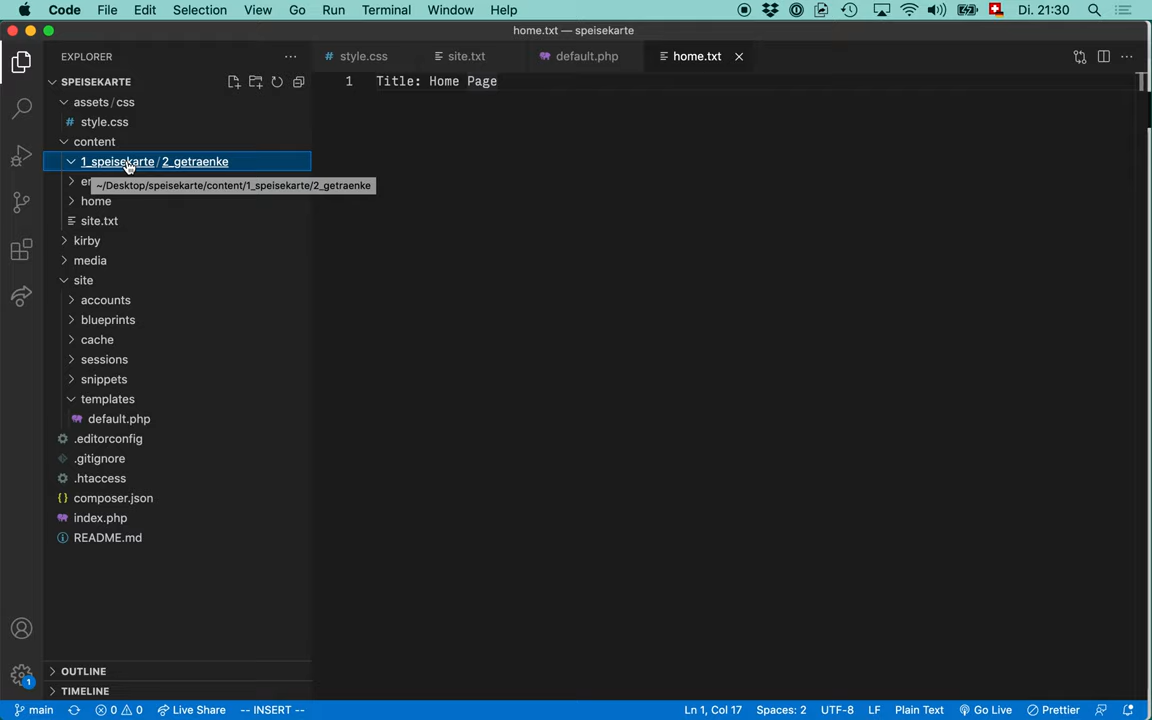 Code File Edit Selection View Go Run Terminal Window Help Di. 21:30
home.txt — speisekarte
EXPLORER
style.css site.txt default.php home.txt
SPEISEKARTE
1 Title: Home Page
assets / css
style.css
content
1_speisekarte / 2_getraenke
~/Desktop/speisekarte/content/1_speisekarte/2_getraenke
home
site.txt
kirby
media
site
accounts
blueprints
cache
sessions
snippets
templates
default.php
.editorconfig
.gitignore
.htaccess
composer.json
index.php
README.md
OUTLINE
TIMELINE
1
main 0 0 Live Share -- INSERT -- Ln 1, Col 17 Spaces: 2 UTF-8 LF Plain Text Go Live Prettier